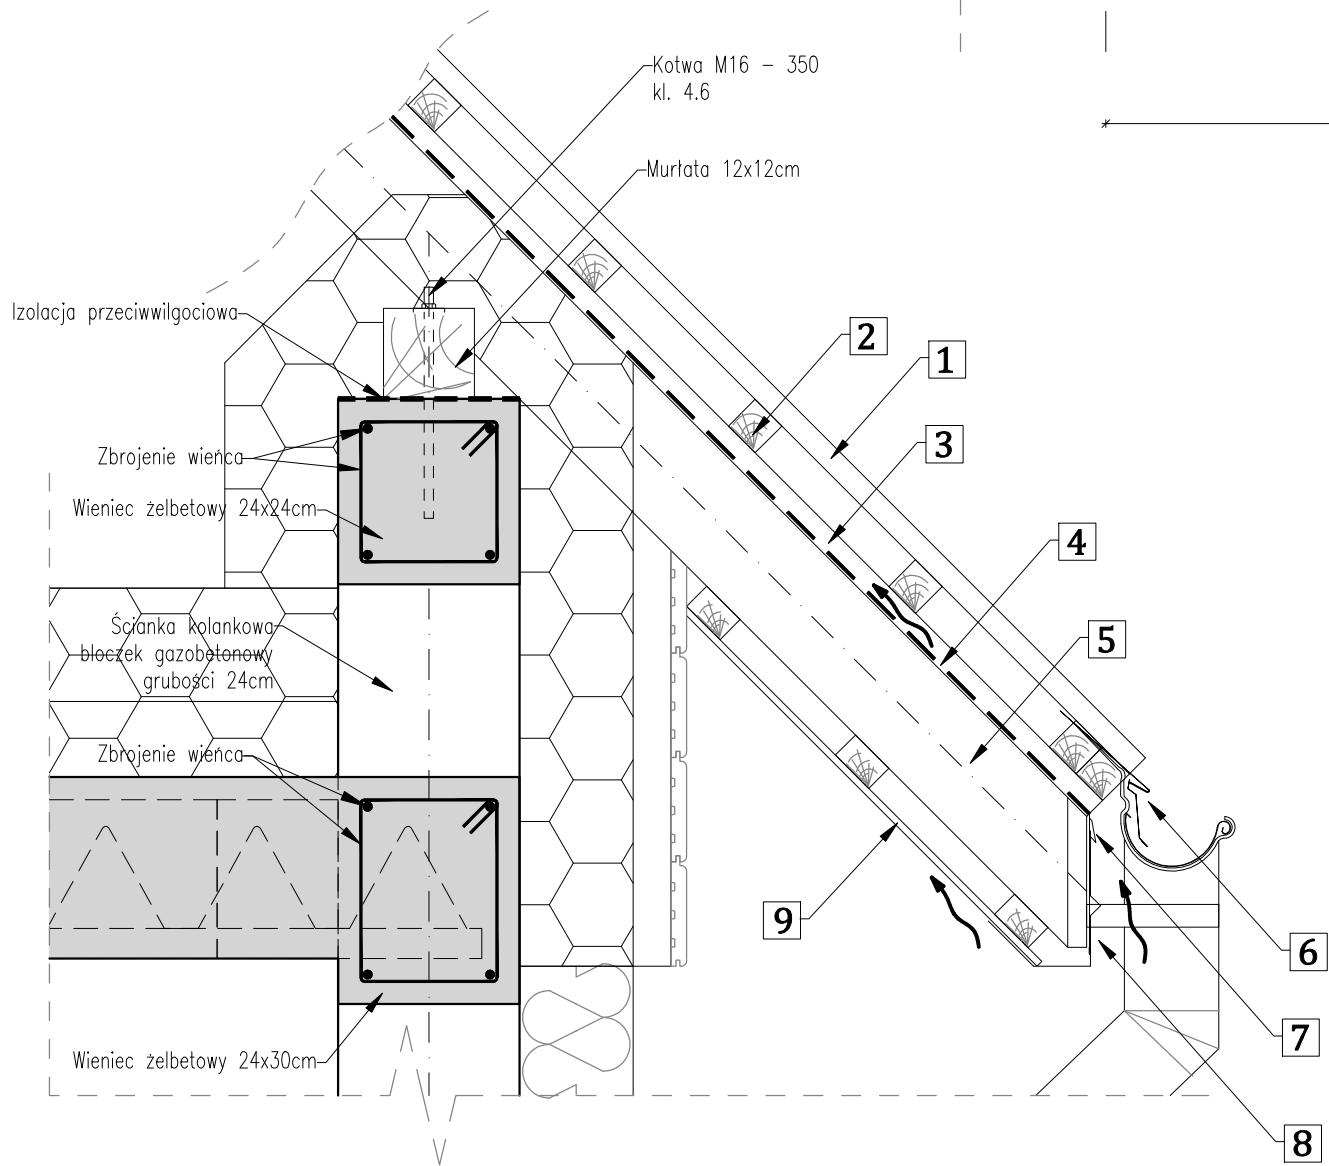 Kotwa M16 - 350
kl. 4.6
Murłata 12x12cm
Izolacja przeciwwilgociowa
2
1
3
Zbrojenie wieńca
Wieniec żelbetowy 24x24cm
4
Ścianka kolankowa
bloczek gazobetonowy
grubości 24cm
5
Zbrojenie wieńca
9
6
7
Wieniec żelbetowy 24x30cm
8